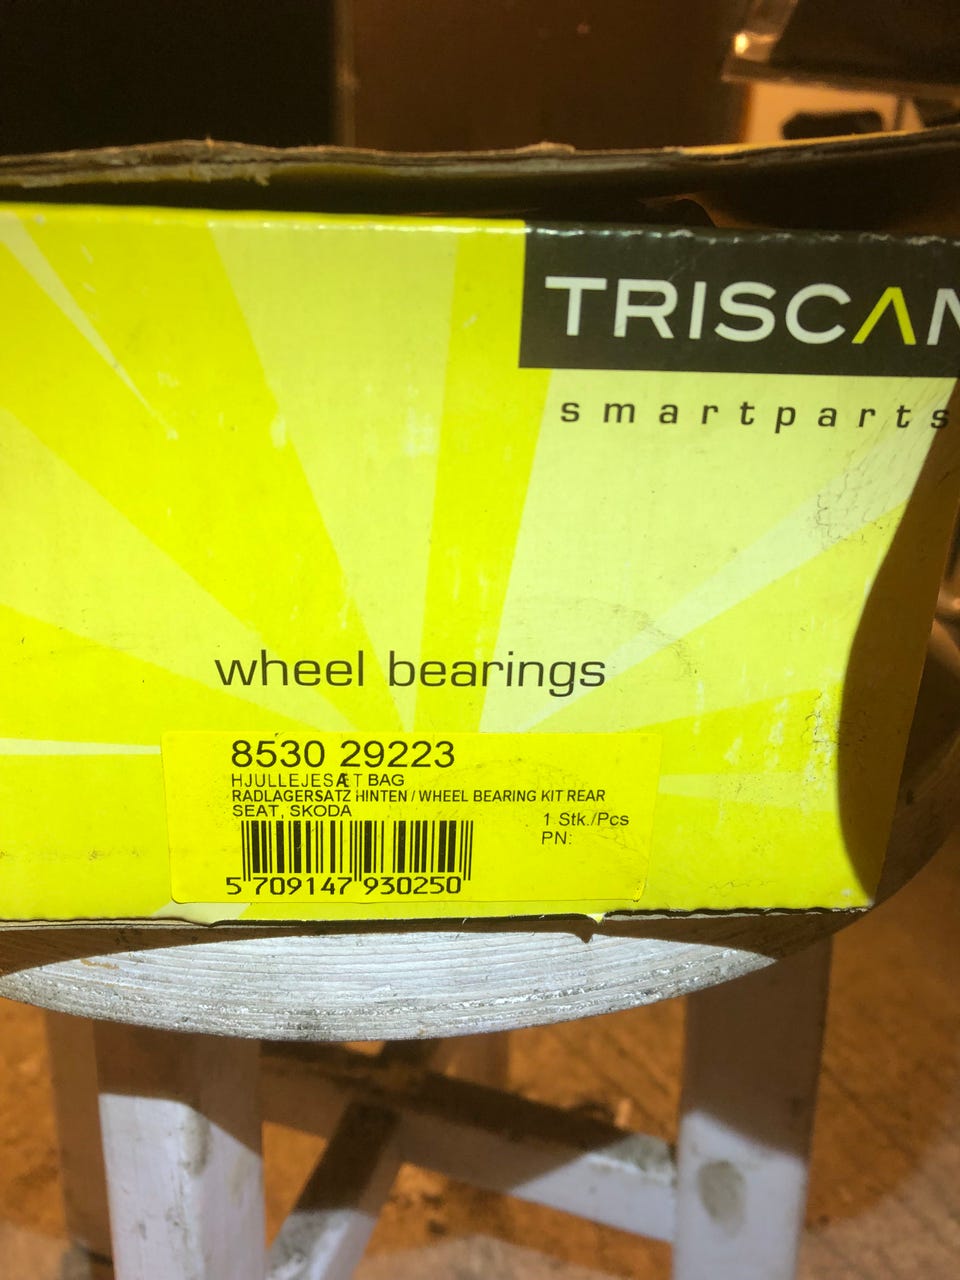 TRISCAN
smartparts
wheel bearings
8530 29223
HJULLEJESÆT BAG
RADLAGERSATZ HINTEN / WHEEL BEARING KIT REAR
SEAT, SKODA
1 Stk./Pcs
PN:
5 709147 930250